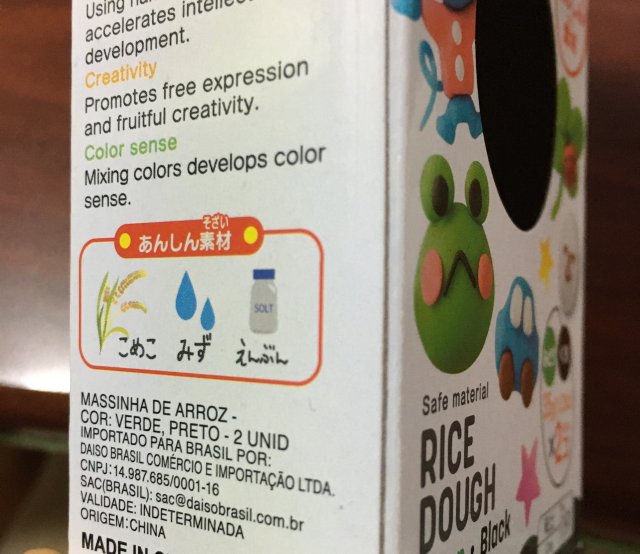 Using
accelerates
development.
Creativity
Promotes free expression
and fruitful creativity.
Color sense
Mixing colors develops color
sense.
そざい
あんしん素材
SOLT
こめこ みず えんぶん
MASSINHA DE ARROZ -
COR: VERDE, PRETO - 2 UNID
IMPORTADO PARA BRASIL POR:
DAISO BRASIL COMÉRCIO E IMPORTAÇÃO LTDA.
CNPJ: 14.987.685/0001-16
SAC(BRASIL): sac@daisobrasil.com.br
VALIDADE: INDETERMINADA
ORIGEM: CHINA
MADE IN
Safe material
RICE
DOUGH
Black